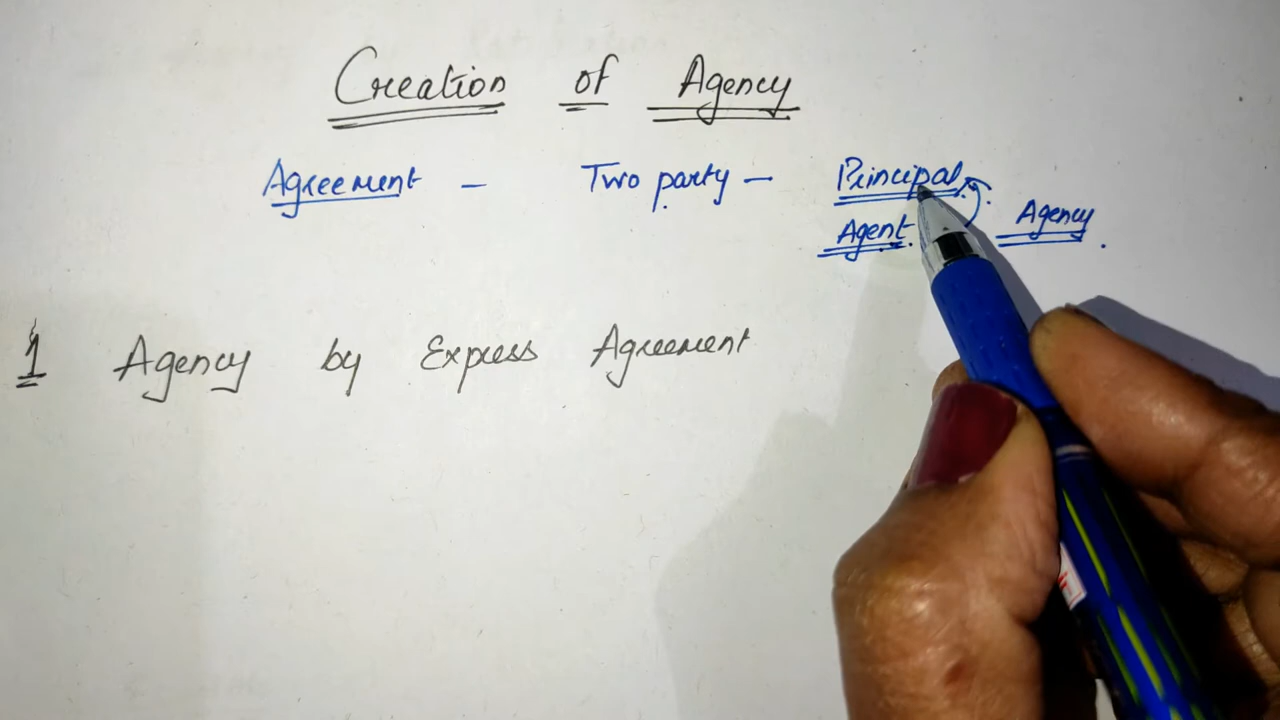 Creation of Agency
Agreement - Two party - Principal
Agent. Agency.
1 Agency by Express Agreement